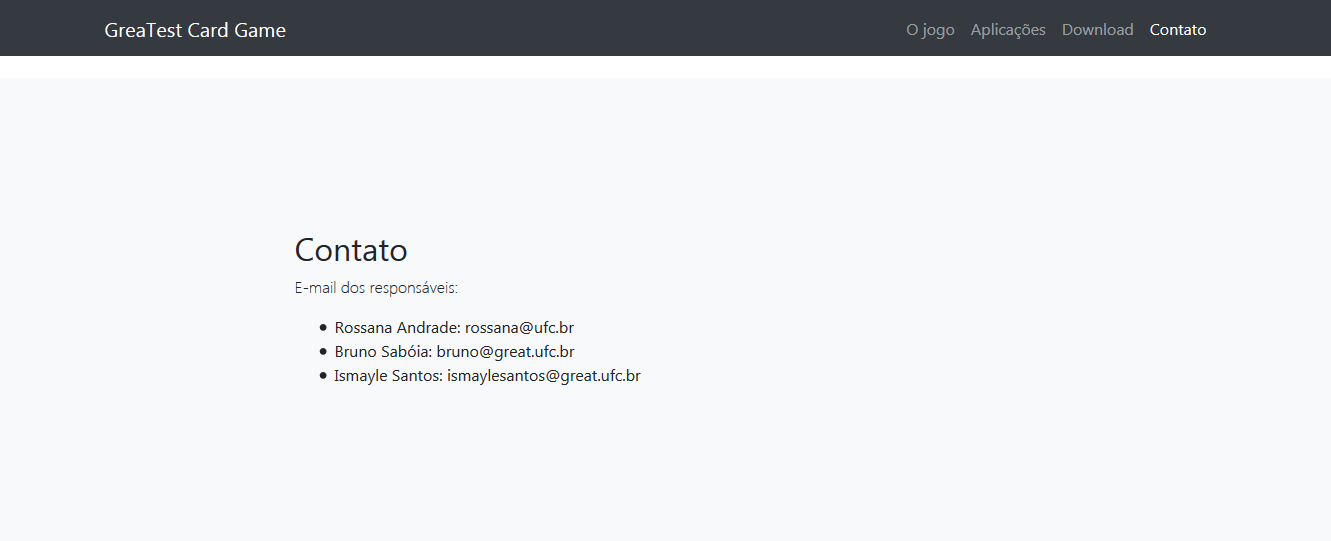 GreaTest Card Game
O jogo Aplicações Download Contato
Contato
E-mail dos responsáveis:
Rossana Andrade: rossana@ufc.br
Bruno Sabóia: bruno@great.ufc.br
Ismayle Santos: ismaylesantos@great.ufc.br